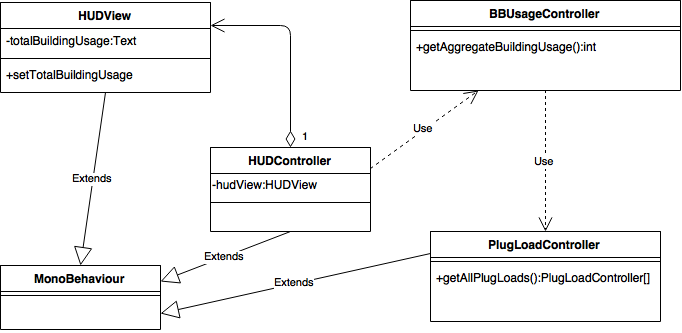 HUDView
-totalBuildingUsage:Text
+setTotalBuildingUsage
BBUsageController
+getAggregateBuildingUsage():int
1
Use
HUDController
-hudView:HUDView
Use
Extends
PlugLoadController
+getAllPlugLoads():PlugLoadController[]
Extends
MonoBehaviour
Extends